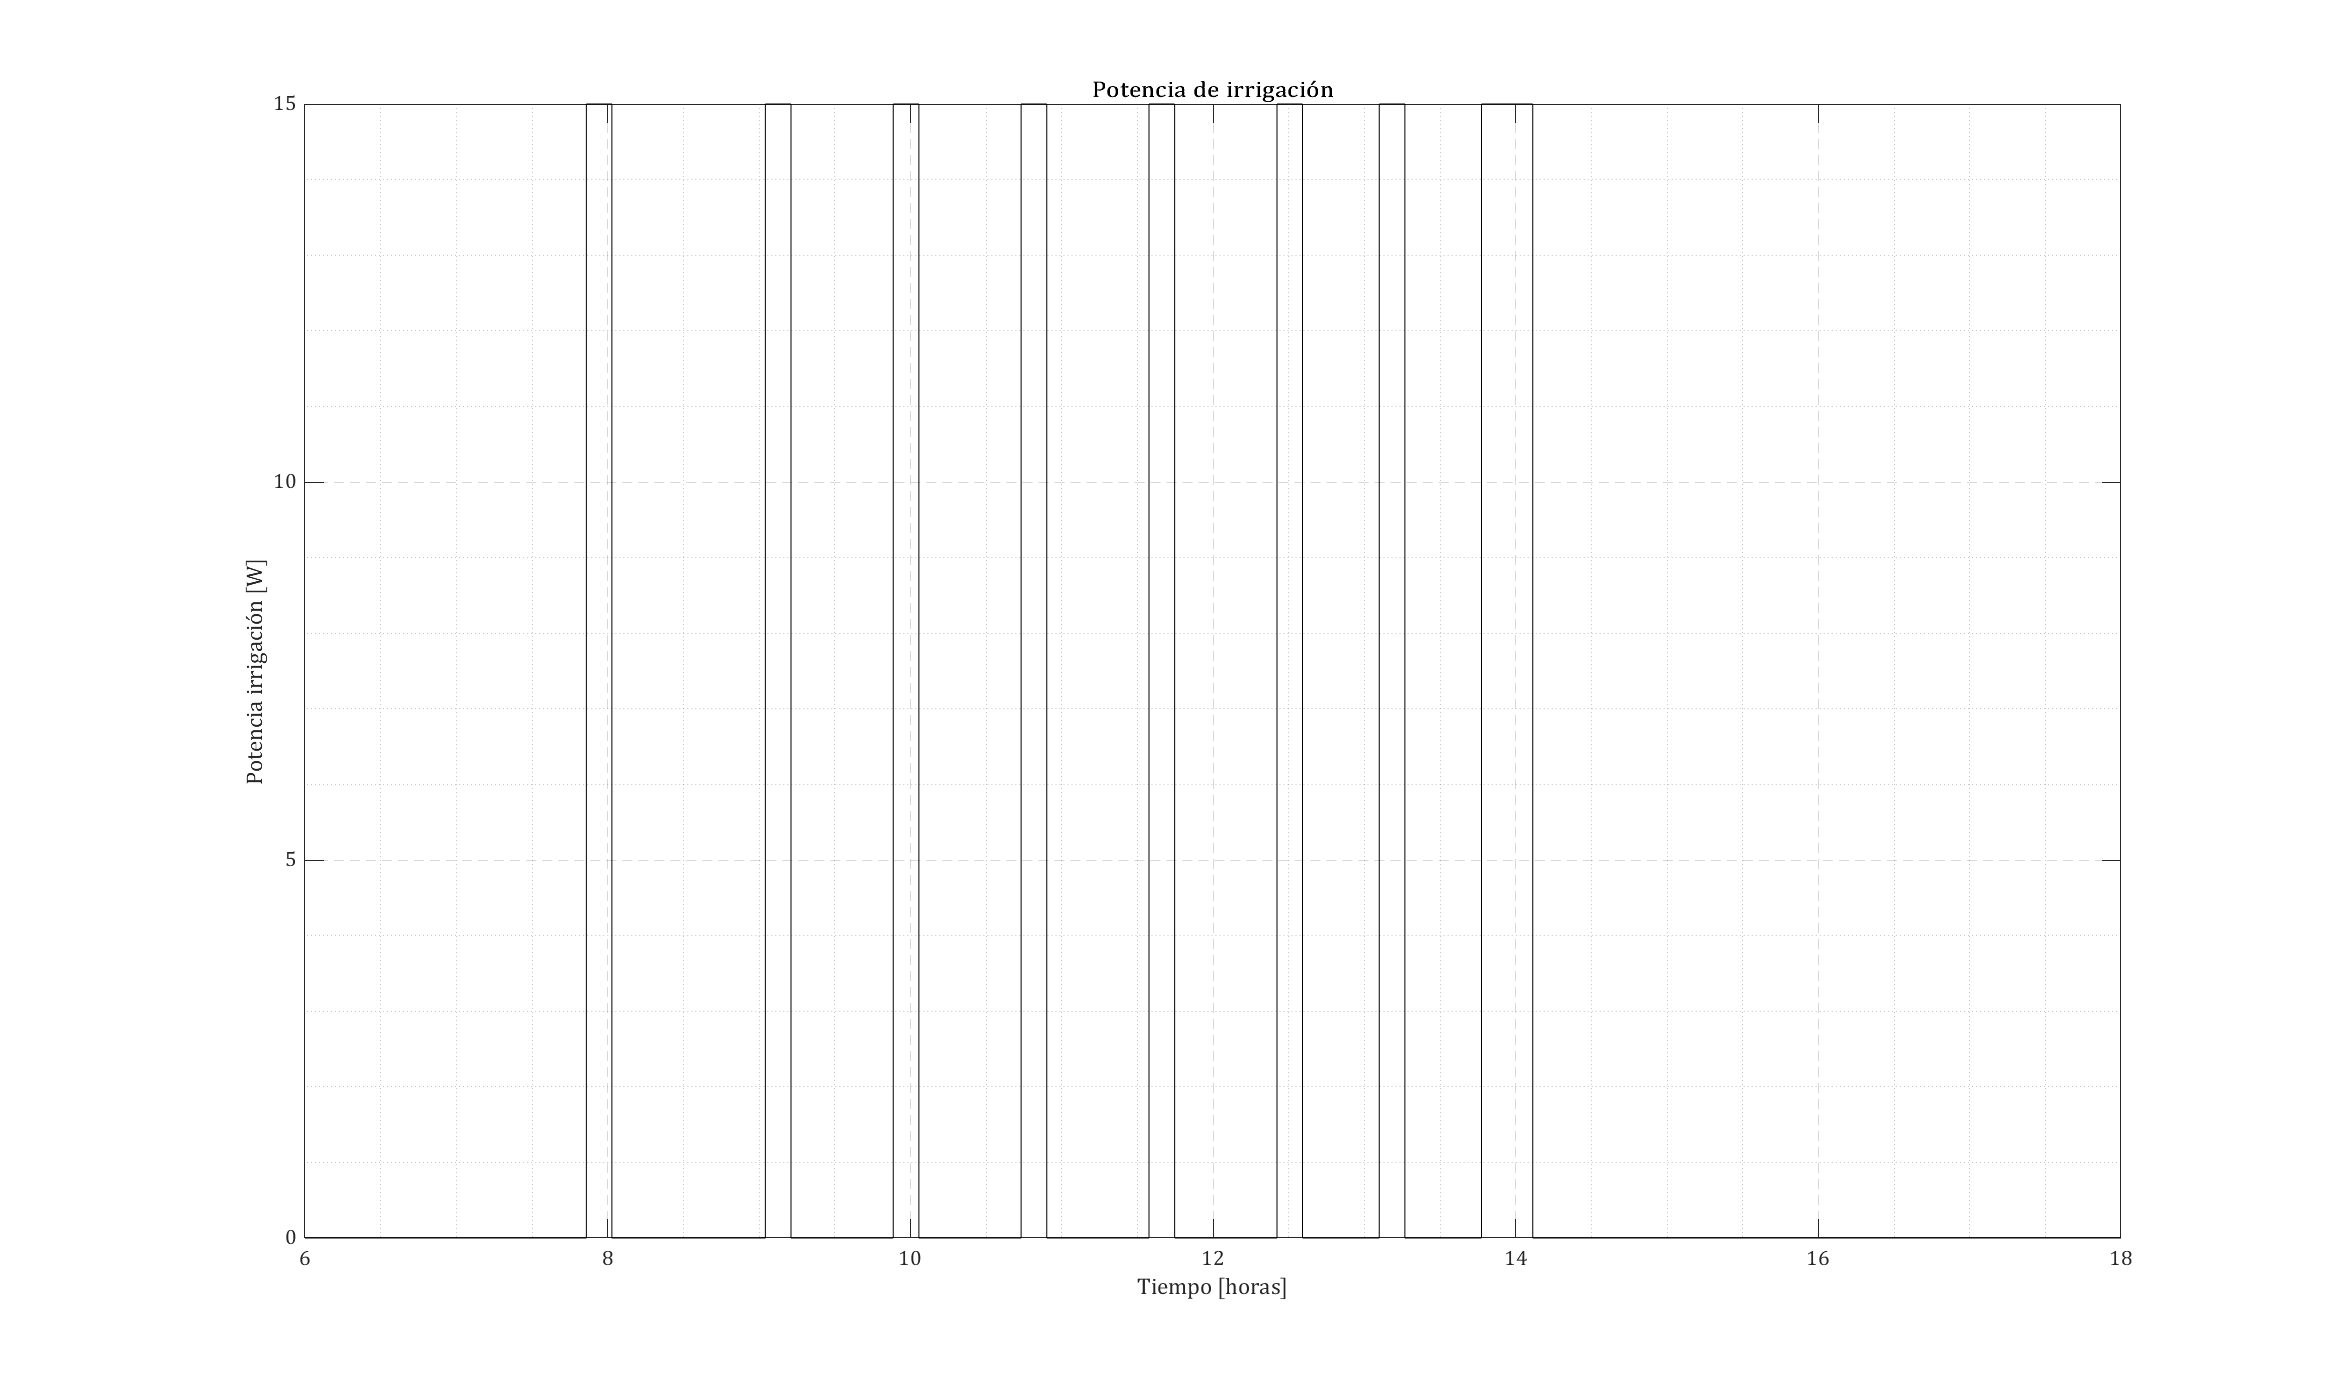 Potencia de irrigación
15
10
5
0
Potencia irrigación [W]
6 8 10 12 14 16 18
Tiempo [horas]